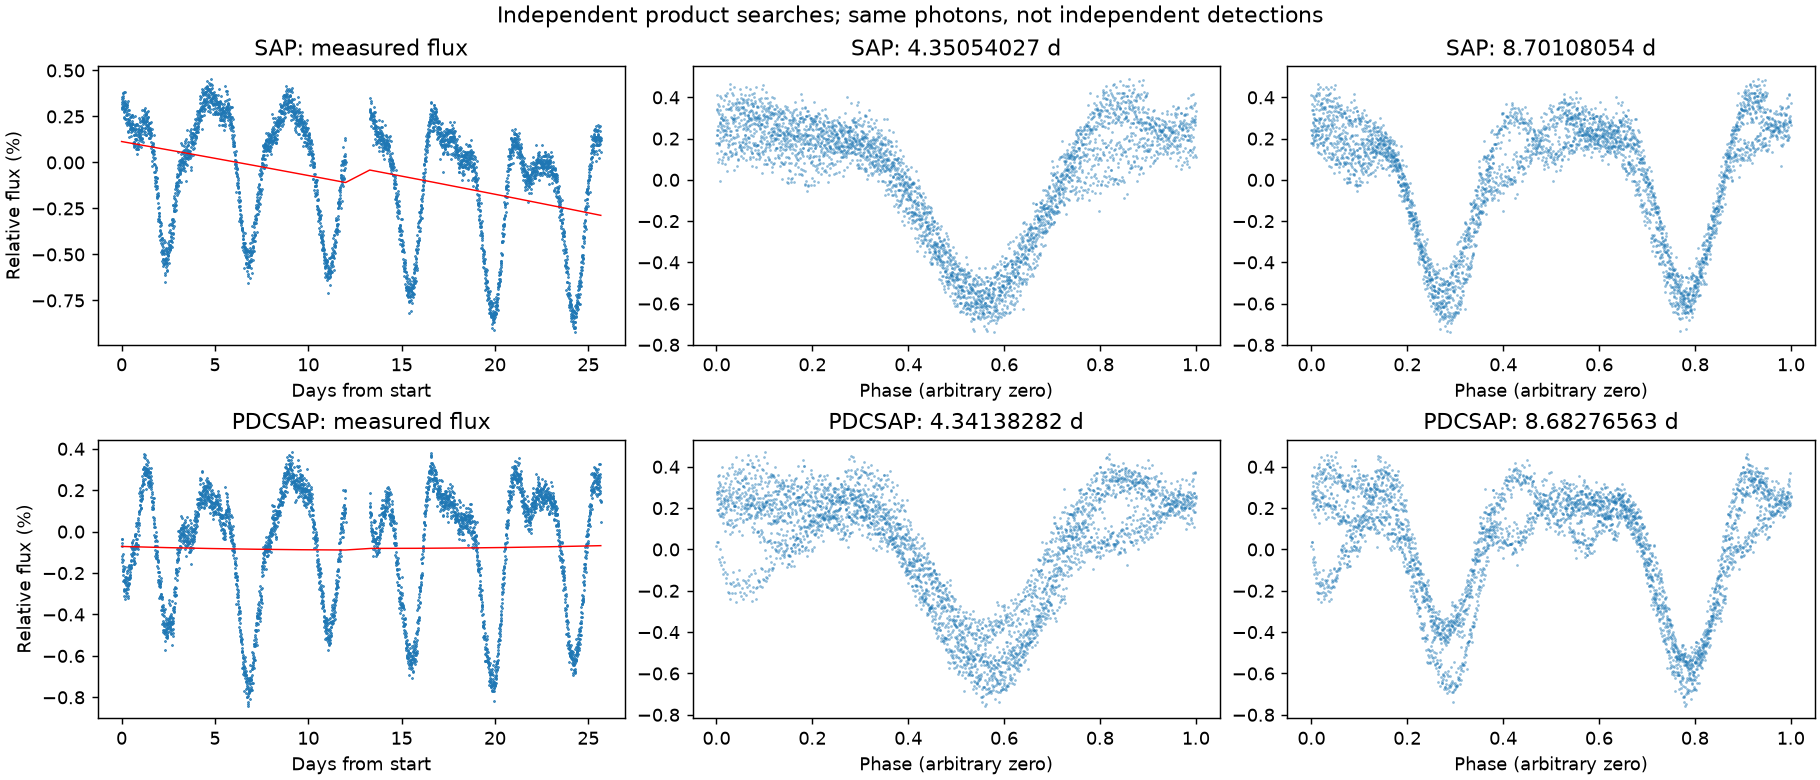 Independent product searches; same photons, not independent detections
SAP: measured flux
SAP: 4.35054027 d
SAP: 8.70108054 d
Relative flux (%)
0.50
0.25
0.00
−0.25
−0.50
−0.75
0 5 10 15 20 25
Days from start
0.4
0.2
0.0
−0.2
−0.4
−0.6
−0.8
0.0 0.2 0.4 0.6 0.8 1.0
Phase (arbitrary zero)
0.4
0.2
0.0
−0.2
−0.4
−0.6
−0.8
0.0 0.2 0.4 0.6 0.8 1.0
Phase (arbitrary zero)
PDCSAP: measured flux
PDCSAP: 4.34138282 d
PDCSAP: 8.68276563 d
Relative flux (%)
0.4
0.2
0.0
−0.2
−0.4
−0.6
−0.8
0 5 10 15 20 25
Days from start
0.4
0.2
0.0
−0.2
−0.4
−0.6
−0.8
0.0 0.2 0.4 0.6 0.8 1.0
Phase (arbitrary zero)
0.4
0.2
0.0
−0.2
−0.4
−0.6
−0.8
0.0 0.2 0.4 0.6 0.8 1.0
Phase (arbitrary zero)